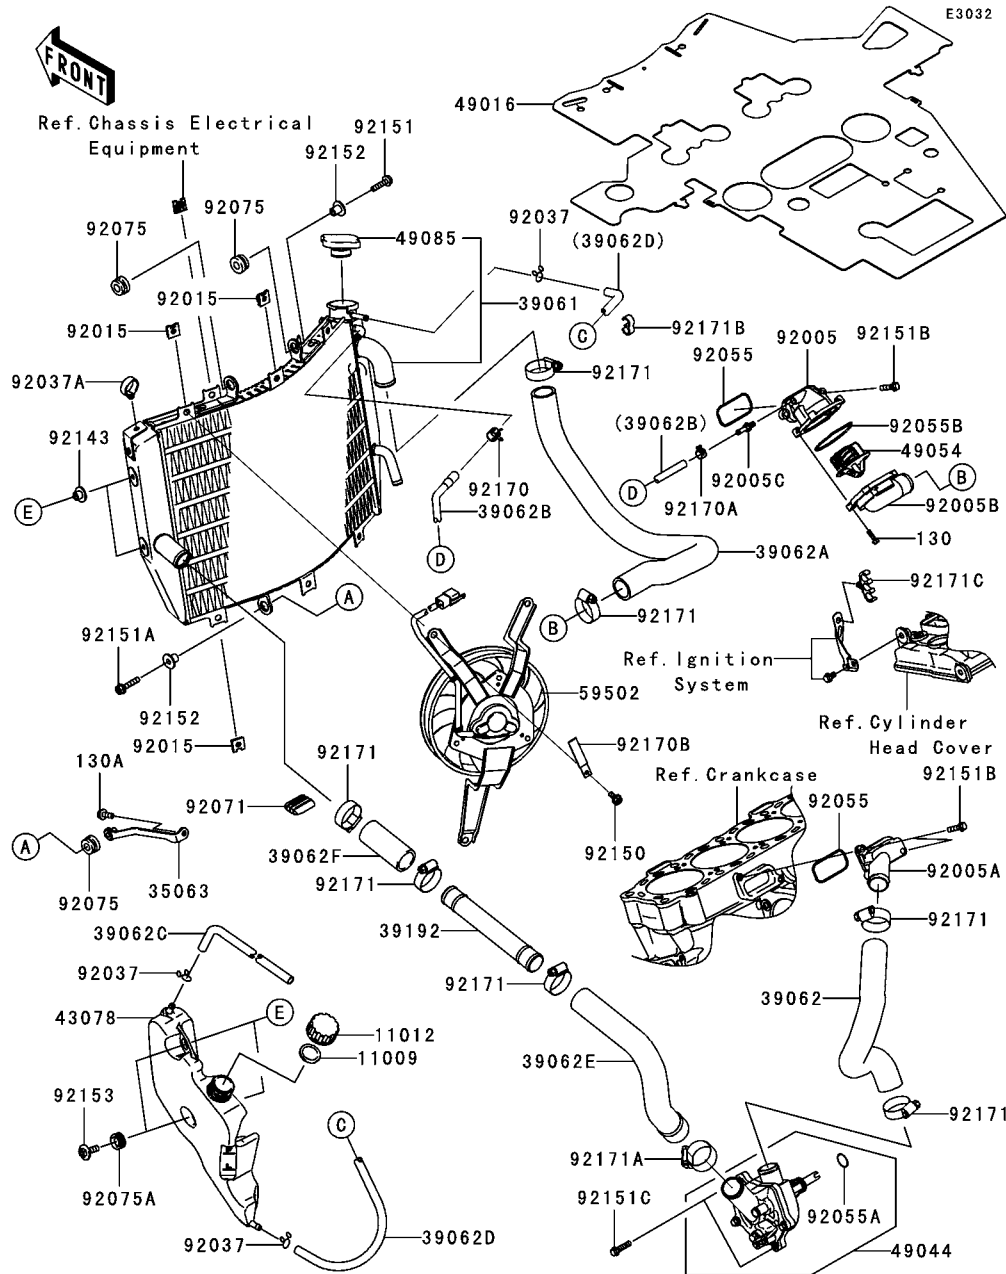 E3032
FRONT
49016
Ref.Chassis Electrical
Equipment
92151
92152
92075
92075
92037
(39062D)
49085
39061
92015
92015
C
92171B
92171
92055
92005
92151B
92037A
92143
(39062B)
92055B
49054
E
92170
39062B
D
92005C
92170A
B
92005B
D
130
39062A
A
92171C
B
92171
92151A
Ref.Ignition
System
59502
92152
Ref.Cylinder
Head Cover
92015
92170B
92171
130A
Ref.Crankcase
92151B
92071
92055
A
39062F
92150
92005A
92075
35063
92171
92171
39062C
39192
92037
92171
39062
43078
E
11012
11009
39062E
92153
C
92171
92171A
92075A
92151C
92055A
92037
39062D
49044